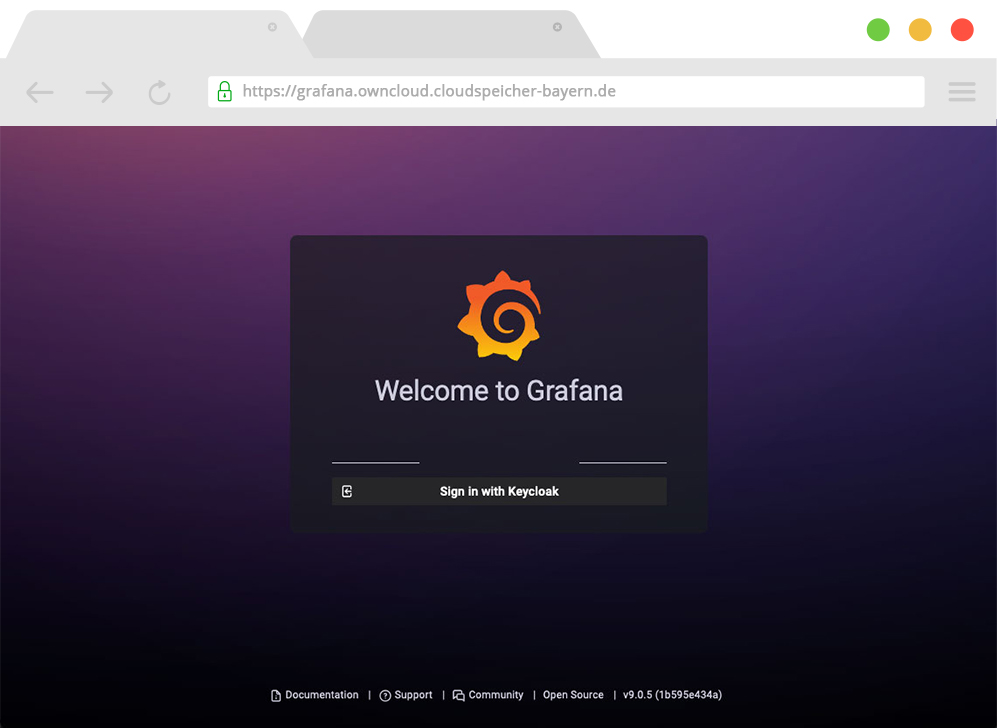 https://grafana.owncloud.cloudspeicher-bayern.de
Welcome to Grafana
Sign in with Keycloak
Documentation | Support | Community | Open Source | v9.0.5 (1b595e434a)